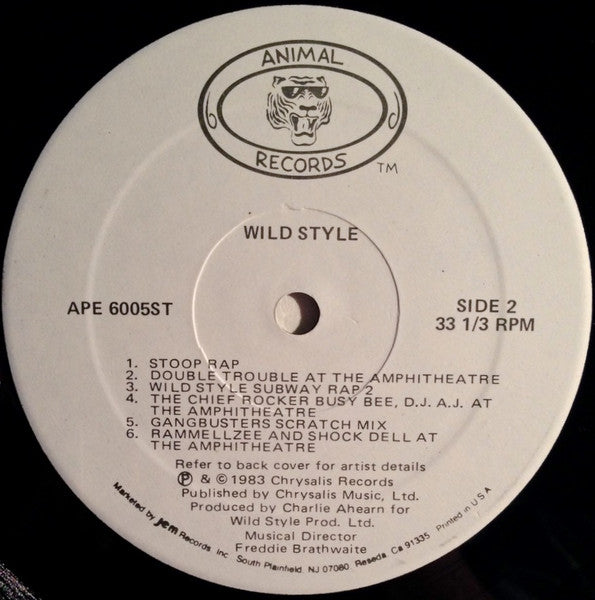 ANIMAL
RECORDS
TM
WILD STYLE
APE 6005ST
SIDE 2
33 1/3 RPM
1. STOOP RAP
2. DOUBLE TROUBLE AT THE AMPHITHEATRE
3. WILD STYLE SUBWAY RAP 2
4. THE CHIEF ROCKER BUSY BEE, D.J. A.J. AT
THE AMPHITHEATRE
5. GANGBUSTERS SCRATCH MIX
6. RAMMELLZEE AND SHOCK DELL AT
THE AMPHITHEATRE
Refer to back cover for artist details
Ⓟ & © 1983 Chrysalis Records
Published by Chrysalis Music, Ltd.
Produced by Charlie Ahearn for
Wild Style Prod. Ltd.
Musical Director
Freddie Brathwaite
Marketed by jem Records, Inc. South Plainfield, NJ 07080 Reseda, Ca 91335 Printed in U.S.A.